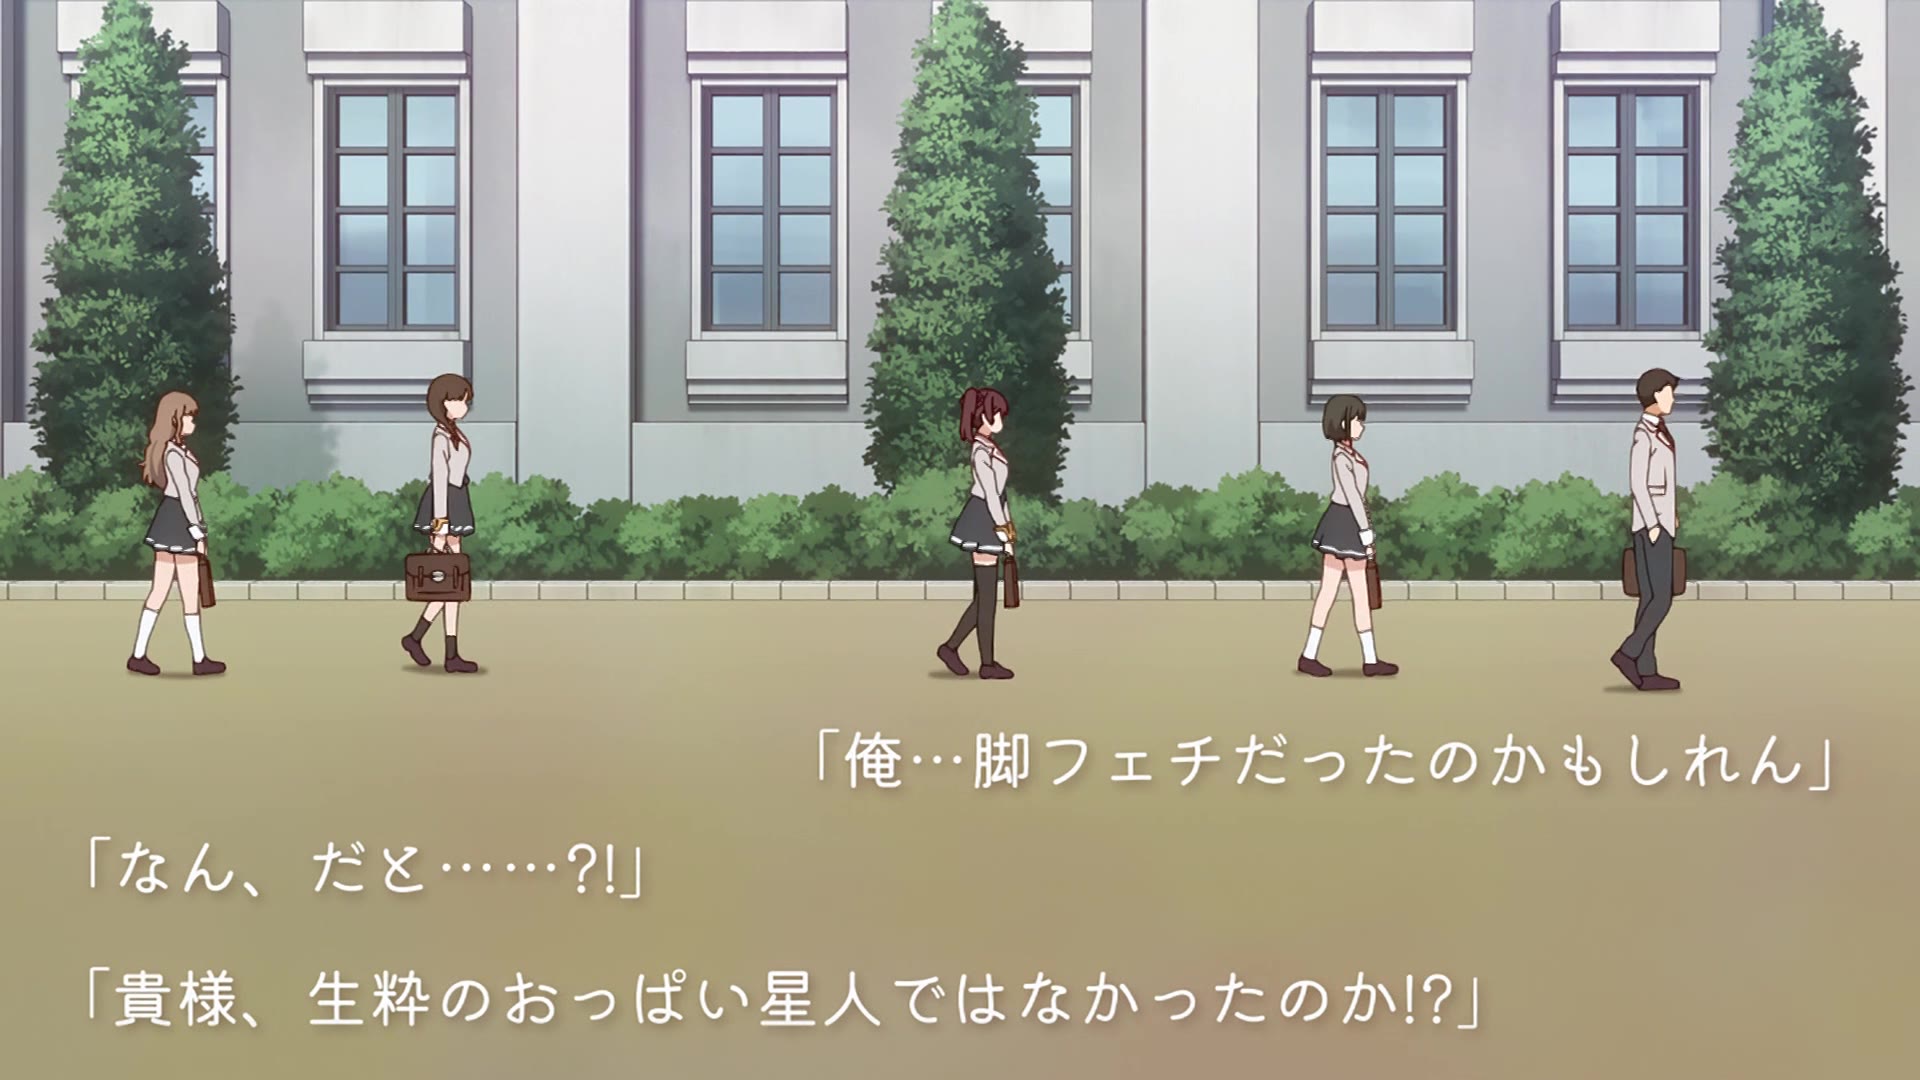 「俺…脚フェチだったのかもしれん」
「なん、だと……?!」
「貴様、生粋のおっぱい星人ではなかったのか!?」